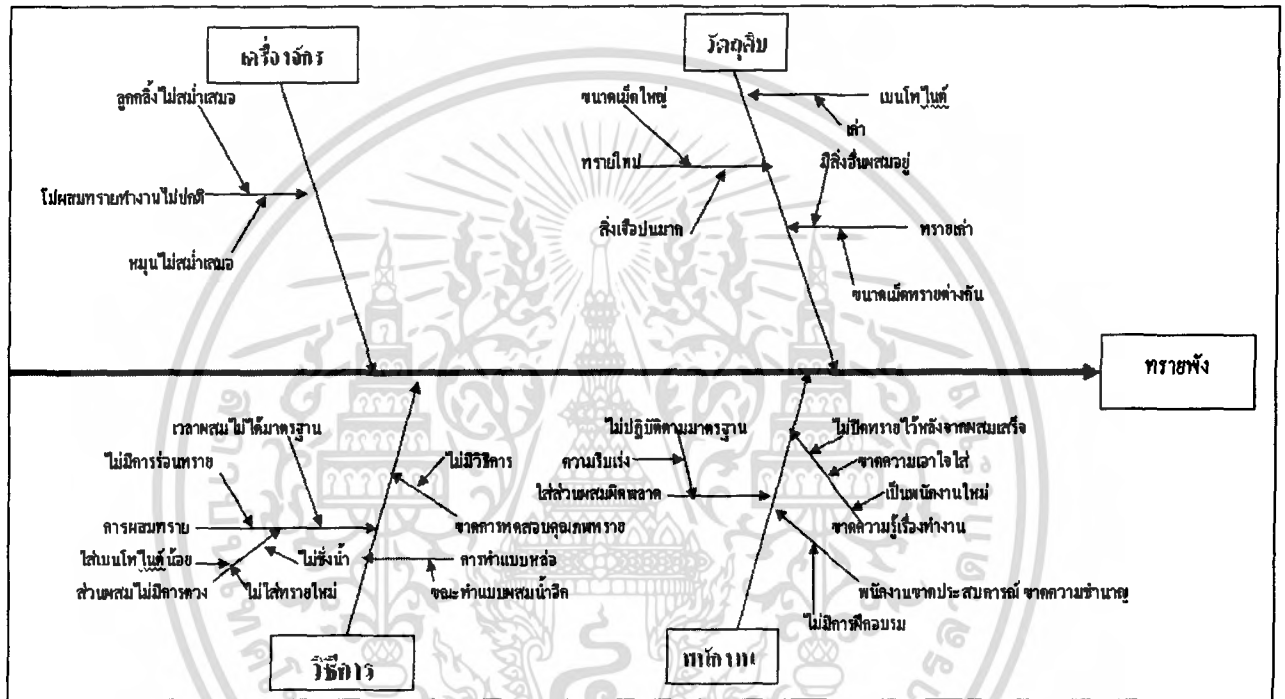 เครื่องจักร
วัตถุดิบ
ลูกกลิ้งไม่สม่ำเสมอ
โม่ผสมทรายทำงานไม่ปกติ
หมุนไม่สม่ำเสมอ
ขนาดเม็ดใหญ่
ทรายใหม่
สิ่งเจือปนมาก
เบนโทไนต์
เก่า
มีสิ่งอื่นผสมอยู่
ทรายเก่า
ขนาดเม็ดทรายต่างกัน
ทรายพัง
เวลาผสมไม่ได้มาตรฐาน
ไม่มีการร่อนทราย
การผสมทราย
ใส่เบนโทไนต์น้อย
ไม่ชั่งน้ำ
ส่วนผสมไม่มีการตวง
ไม่ใส่ทรายใหม่
ไม่มีวิธีการ
ขาดการทดสอบคุณภพทราย
การทำแบบหล่อ
ขณะทำแบบผสมน้ำอีก
วิธีการ
ไม่ปฏิบัติตามมาตรฐาน
ความรีบเร่ง
ใส่ส่วนผสมผิดพลาด
ไม่ปิดทรายไว้หลังจากผสมเสร็จ
ขาดความเอาใจใส่
เป็นพนักงานใหม่
ขาดความรู้เรื่องทำงาน
พนักงานขาดประสบการณ์ ขาดความชำนาญ
ไม่มีการฝึกอบรม
พนักงาน